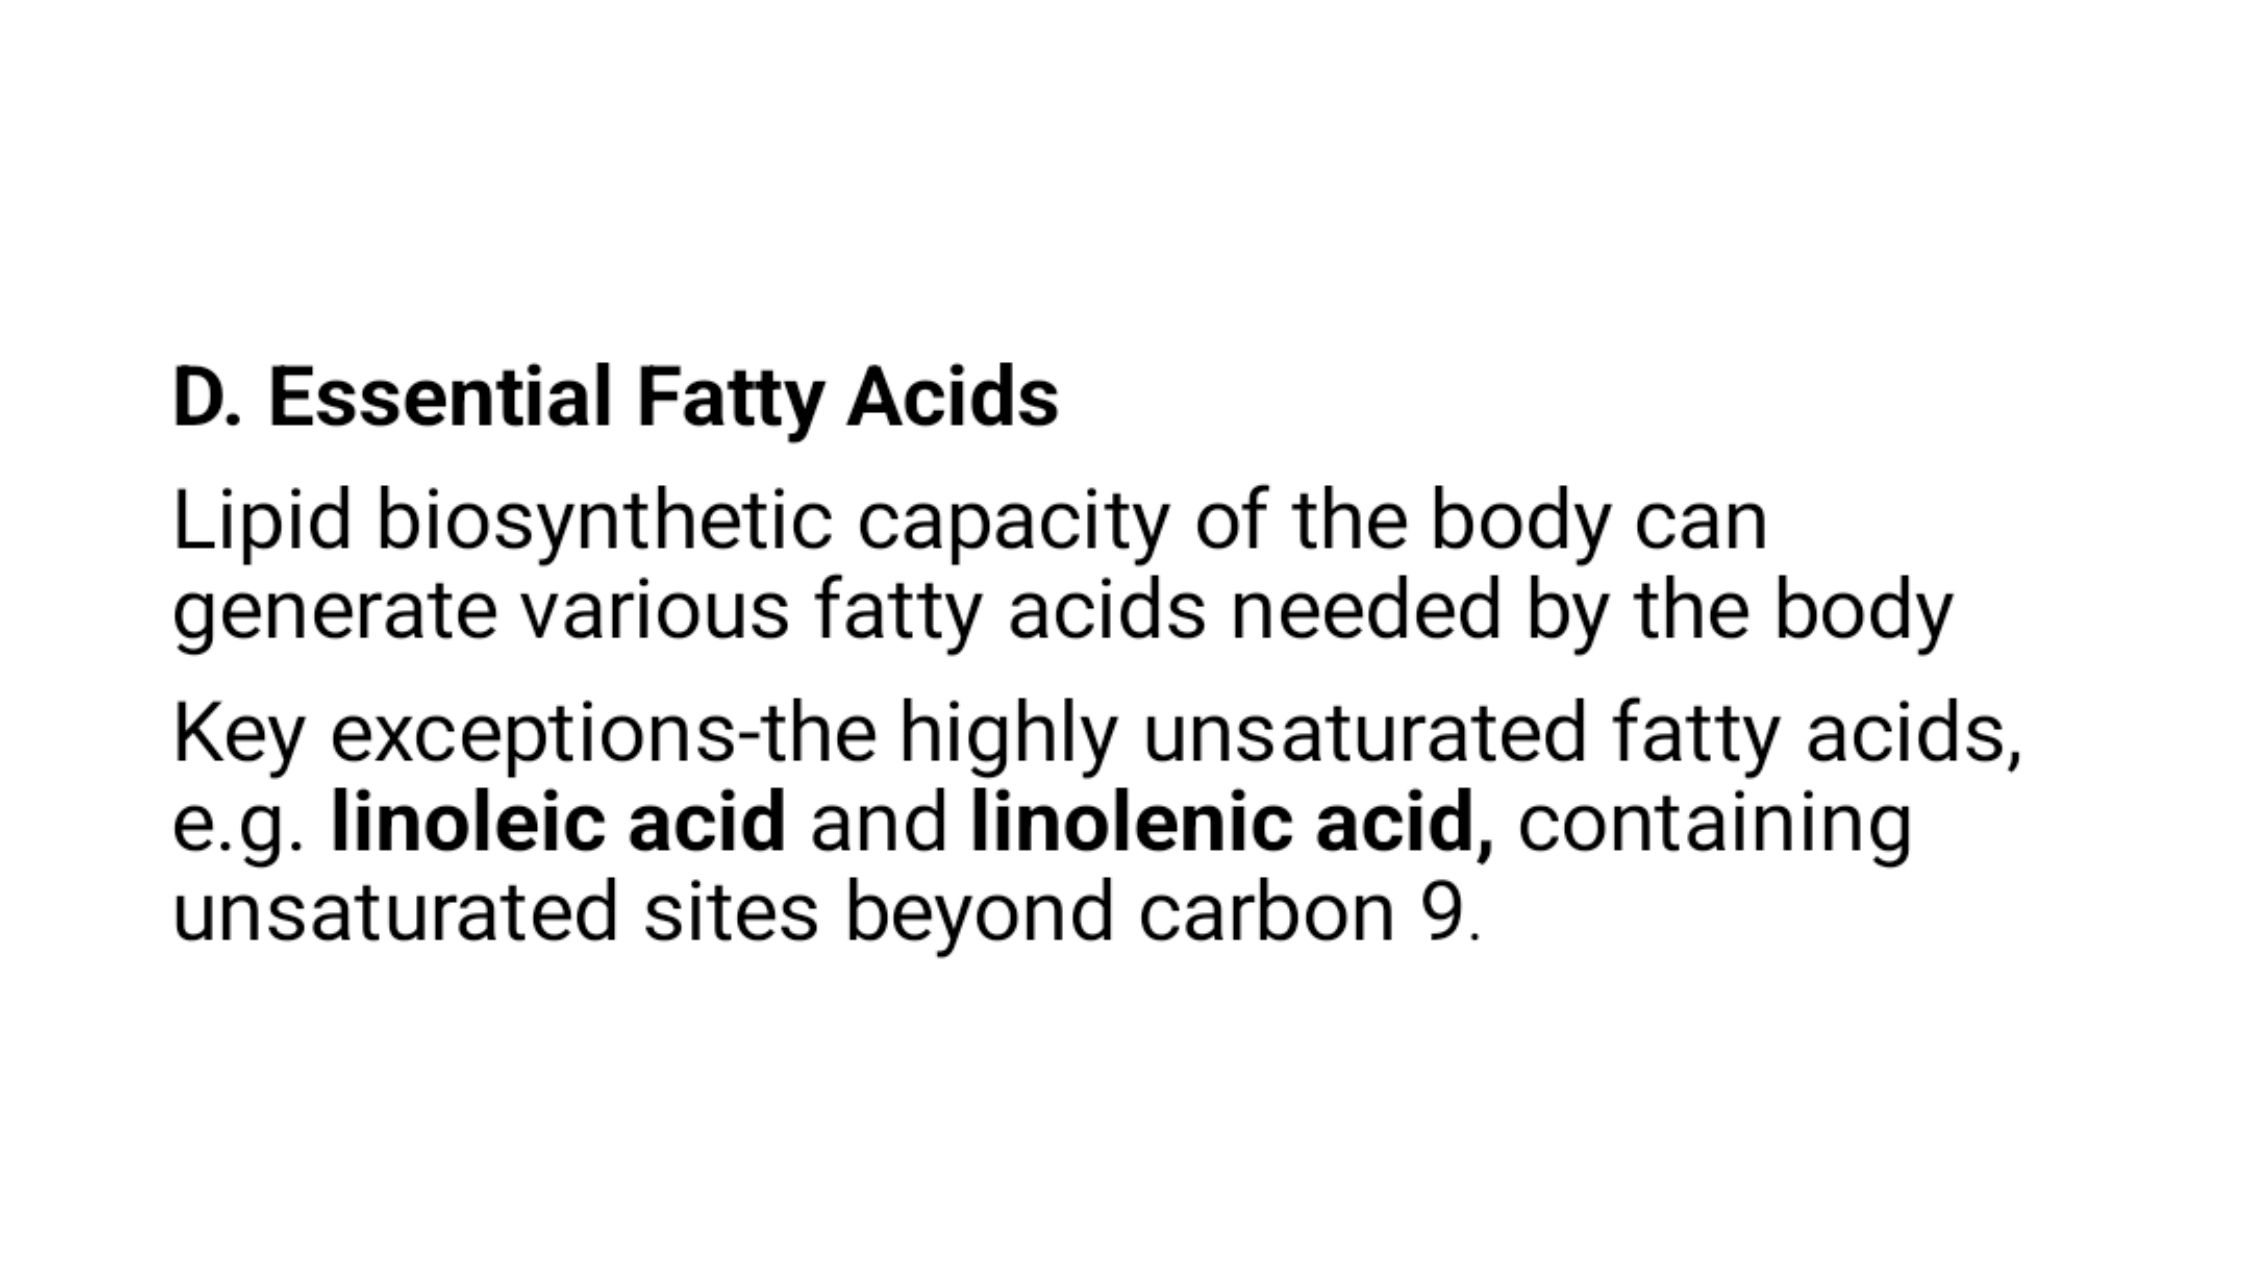 D. Essential Fatty Acids
Lipid biosynthetic capacity of the body can
generate various fatty acids needed by the body
Key exceptions-the highly unsaturated fatty acids,
e.g. linoleic acid and linolenic acid, containing
unsaturated sites beyond carbon 9.